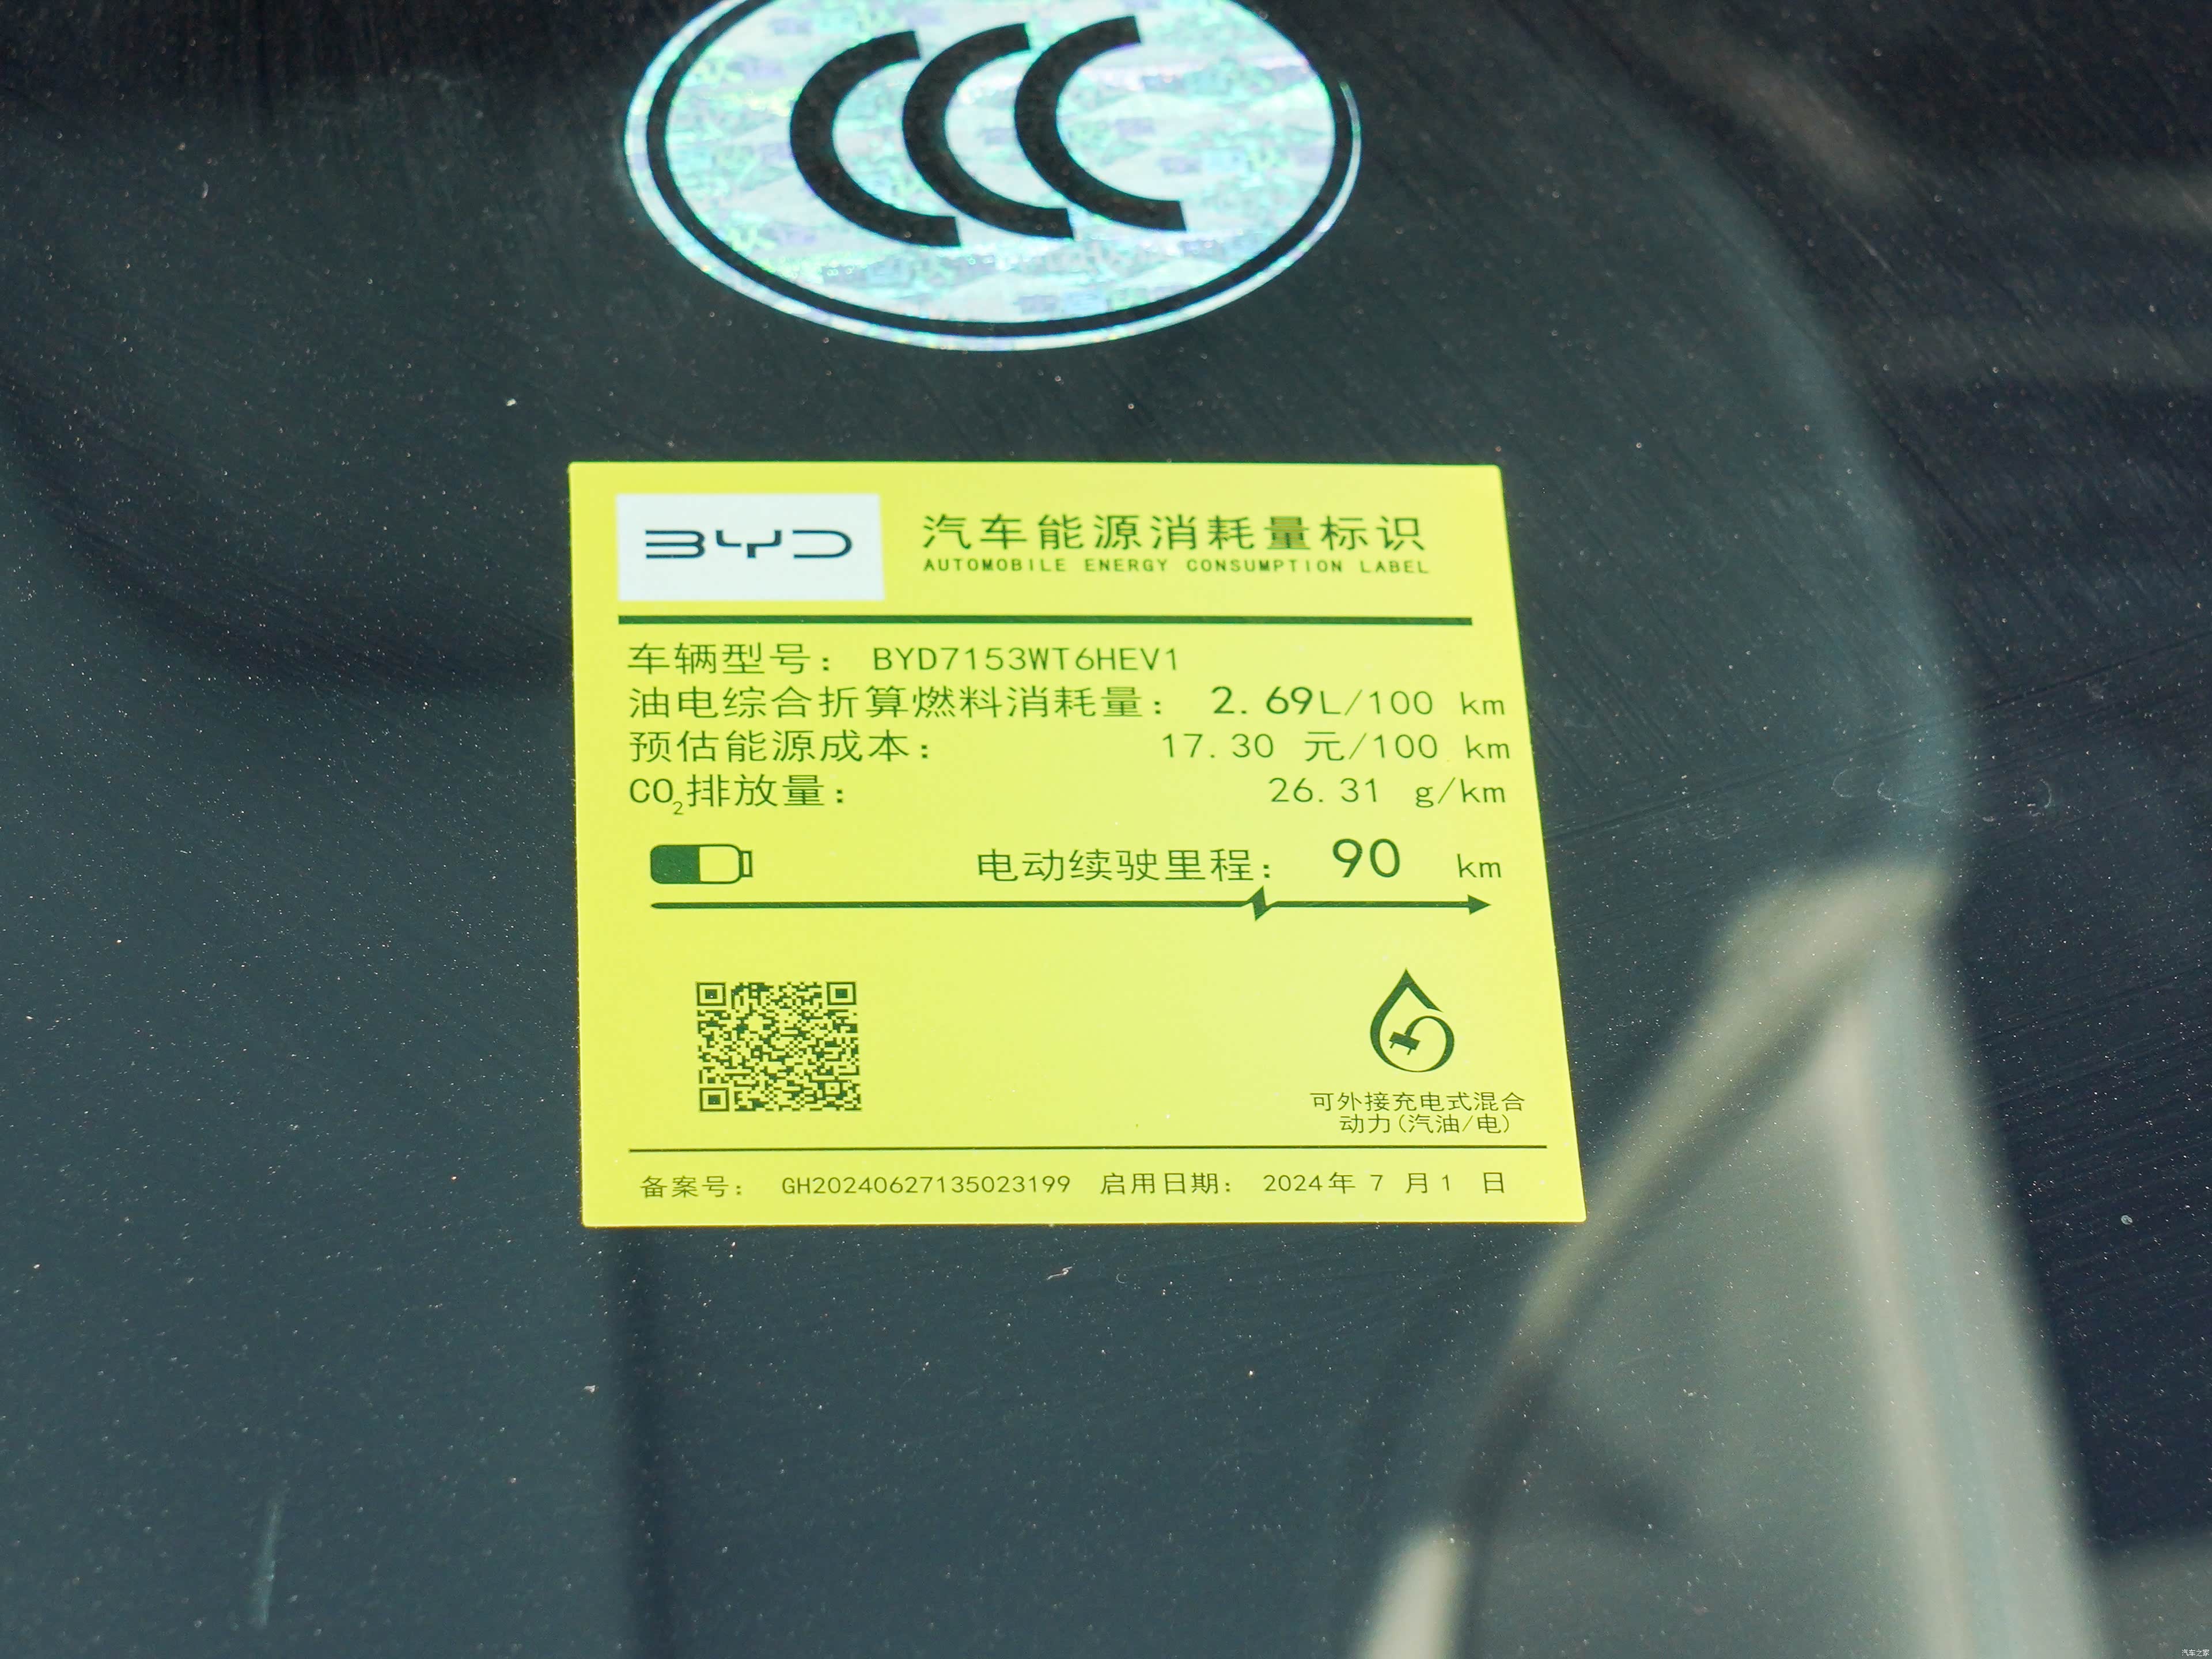 CCC
BYD
汽车能源消耗量标识
AUTOMOBILE ENERGY CONSUMPTION LABEL
车辆型号: BYD7153WT6HEV1
油电综合折算燃料消耗量: 2.69L/100 km
预估能源成本: 17.30 元/100 km
CO₂排放量: 26.31 g/km
电动续驶里程: 90 km
可外接充电式混合
动力(汽油/电)
备案号: GH20240627135023199 启用日期: 2024年 7 月1 日
汽车之家